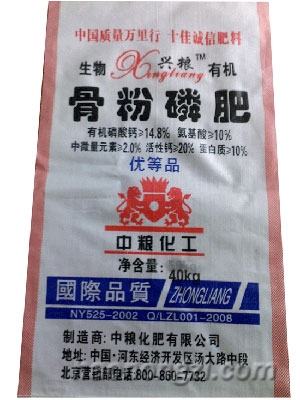 中国质量万里行 十佳诚信肥料
生物 兴粮™ 有机
Xingliang
骨粉磷肥
有机磷酸钙≥14.8% 氨基酸≥10%
中微量元素≥2.0% 活性钙≥20% 蛋白质≥10%
优等品
中粮化工
净含量: 40kg
國際品質 ZHONGLIANG
NY525-2002 Q/LZL001-2008
制造商: 中粮化肥有限公司
地址: 中国·河东经济开发区汤大路中段
北京营销部电话:800-860-7732